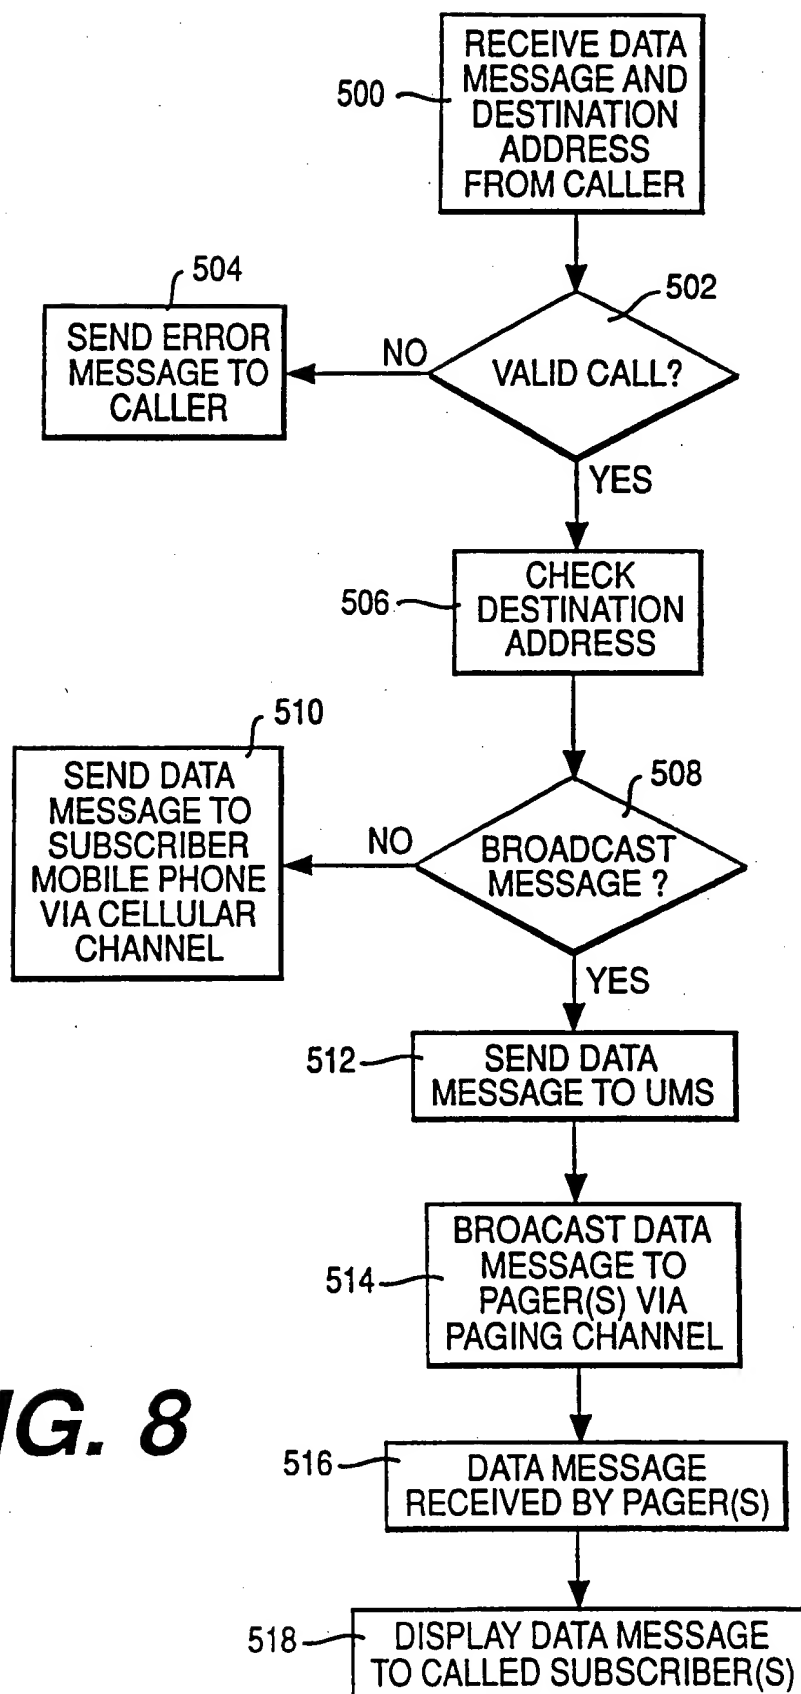 RECEIVE DATA
MESSAGE AND
DESTINATION
ADDRESS
FROM CALLER
500
504
502
SEND ERROR
MESSAGE TO
CALLER
NO
VALID CALL?
YES
506
CHECK
DESTINATION
ADDRESS
510
508
SEND DATA
MESSAGE TO
SUBSCRIBER
MOBILE PHONE
VIA CELLULAR
CHANNEL
NO
BROADCAST
MESSAGE ?
YES
512
SEND DATA
MESSAGE TO UMS
514
BROACAST DATA
MESSAGE TO
PAGER(S) VIA
PAGING CHANNEL
IG. 8
516
DATA MESSAGE
RECEIVED BY PAGER(S)
518
DISPLAY DATA MESSAGE
TO CALLED SUBSCRIBER(S)